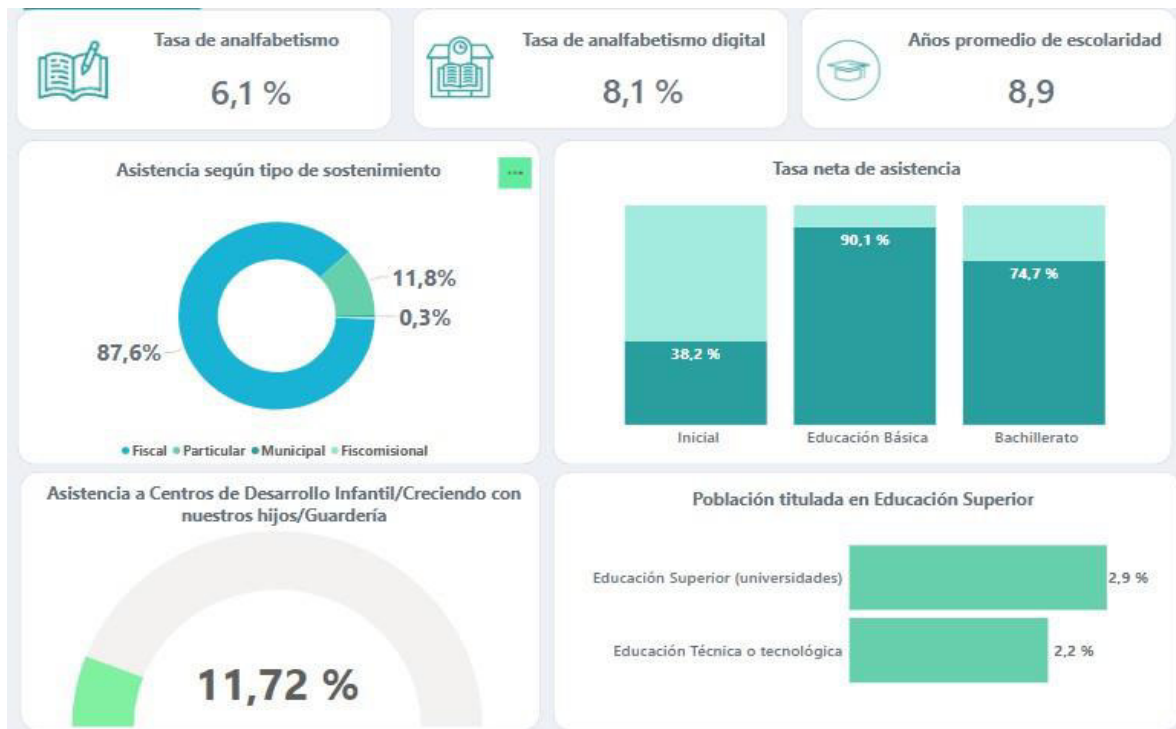 Tasa de analfabetismo
6,1 %
Tasa de analfabetismo digital
8,1 %
Años promedio de escolaridad
8,9
Asistencia según tipo de sostenimiento
...
11,8%
0,3%
87,6%
Fiscal Particular Municipal Fiscomisional
Tasa neta de asistencia
38,2 %
90,1 %
74,7 %
Inicial
Educación Básica
Bachillerato
Asistencia a Centros de Desarrollo Infantil/Creciendo con
nuestros hijos/Guardería
11,72 %
Población titulada en Educación Superior
Educación Superior (universidades)
2,9 %
Educación Técnica o tecnológica
2,2 %